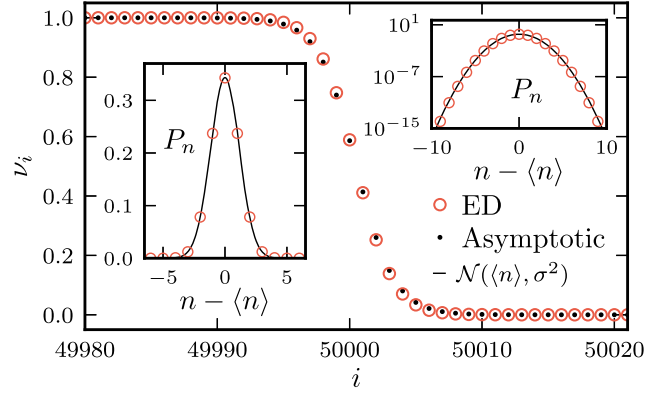 1.0
0.8
0.6
0.4
0.2
0.0
ν_i
49980
49990
50000
50010
50020
i
0.3
0.2
0.1
0.0
P_n
−5
0
5
n − ⟨n⟩
10^1
10^−7
10^−15
P_n
−10
0
10
n − ⟨n⟩
ED
Asymptotic
𝒩(⟨n⟩, σ^2)